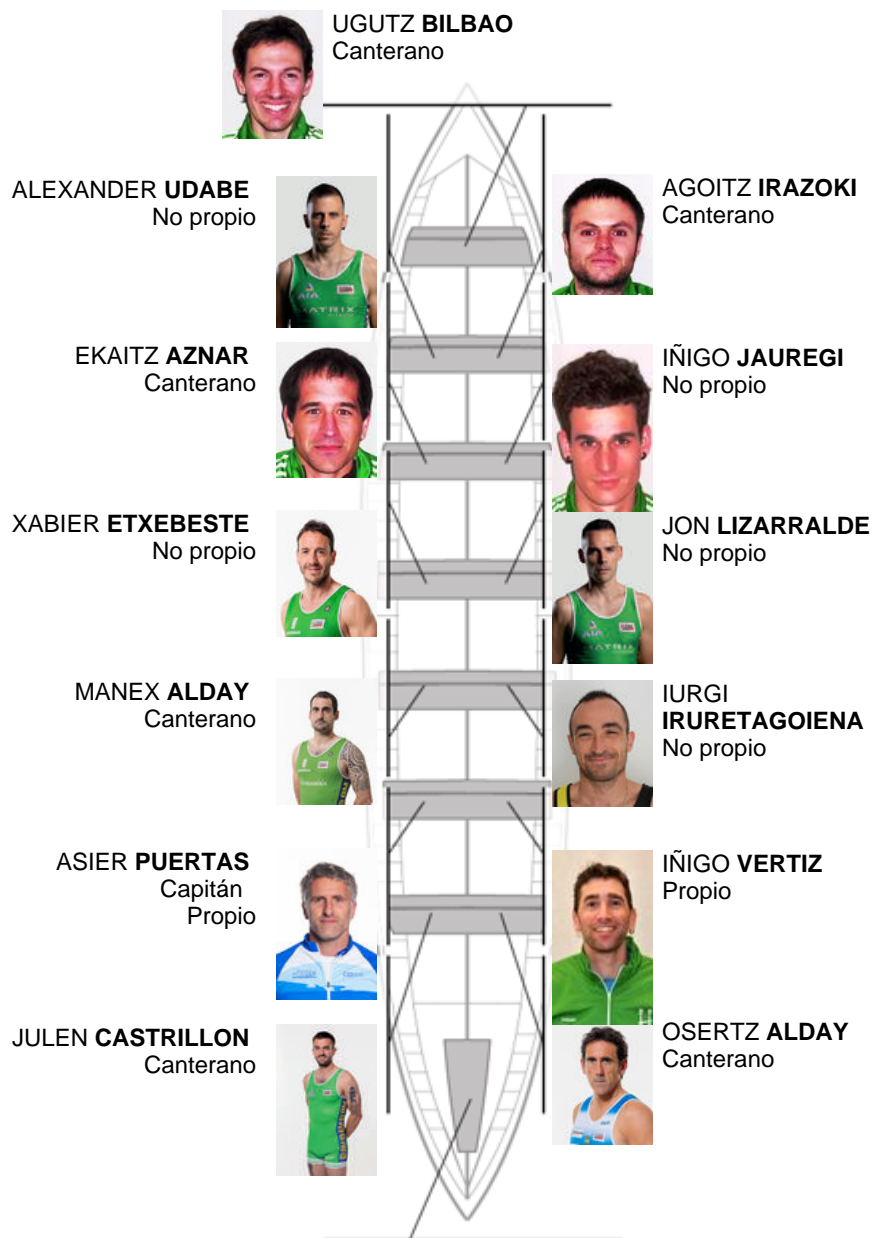 UGUTZ BILBAO
Canterano
ALEXANDER UDABE
No propio
AGOITZ IRAZOKI
Canterano
EKAITZ AZNAR
Canterano
IÑIGO JAUREGI
No propio
XABIER ETXEBESTE
No propio
JON LIZARRALDE
No propio
MANEX ALDAY
Canterano
IURGI
IRURETAGOIENA
No propio
ASIER PUERTAS
Capitán
Propio
IÑIGO VERTIZ
Propio
JULEN CASTRILLON
Canterano
OSERTZ ALDAY
Canterano